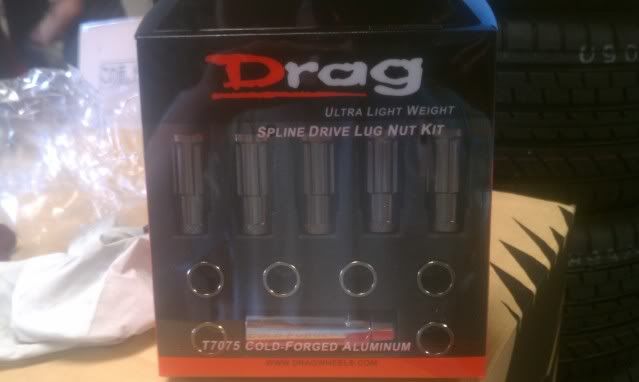 Drag
ULTRA LIGHT WEIGHT
SPLINE DRIVE LUG NUT KIT
T7075 COLD-FORGED ALUMINUM
WWW.DRAGWHEELS.COM